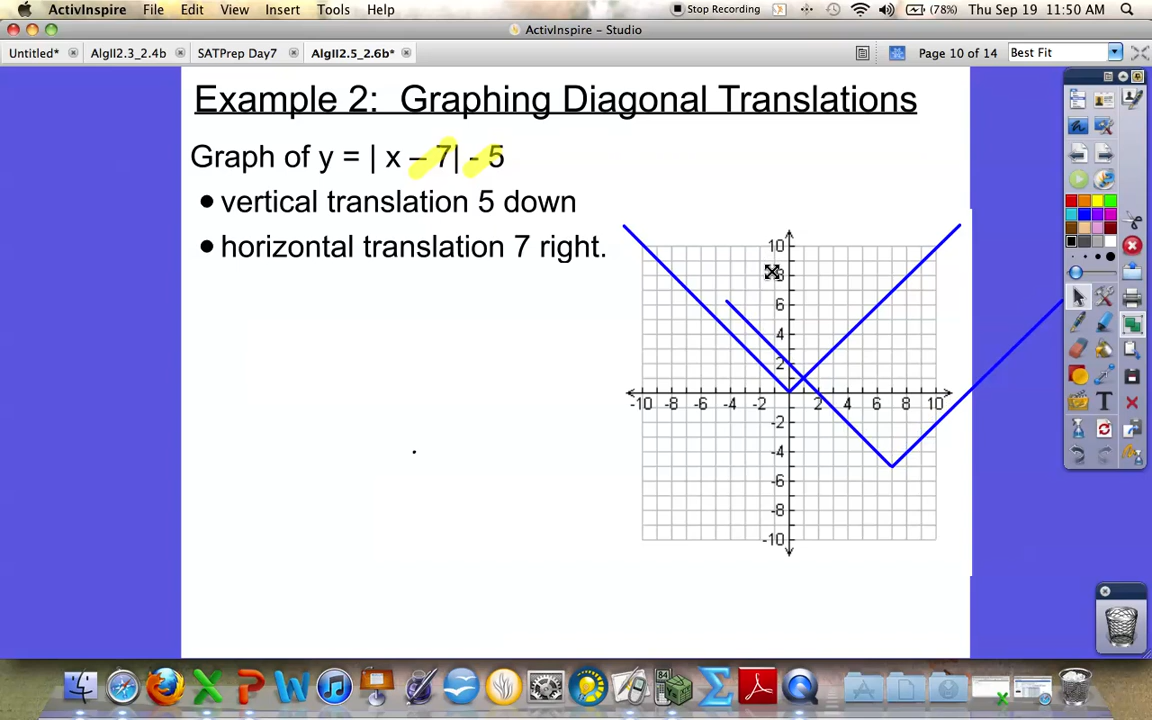 ActivInspire File Edit View Insert Tools Help Stop Recording (78%) Thu Sep 19 11:50 AM
ActivInspire - Studio
Untitled* AlgII2.3_2.4b SATPrep Day7 AlgII2.5_2.6b* Page 10 of 14 Best Fit
Example 2: Graphing Diagonal Translations
Graph of y = | x – 7| - 5
• vertical translation 5 down
• horizontal translation 7 right.
10
8
6
4
2
-10 -8 -6 -4 -2 0 2 4 6 8 10
-2
-4
-6
-8
-10